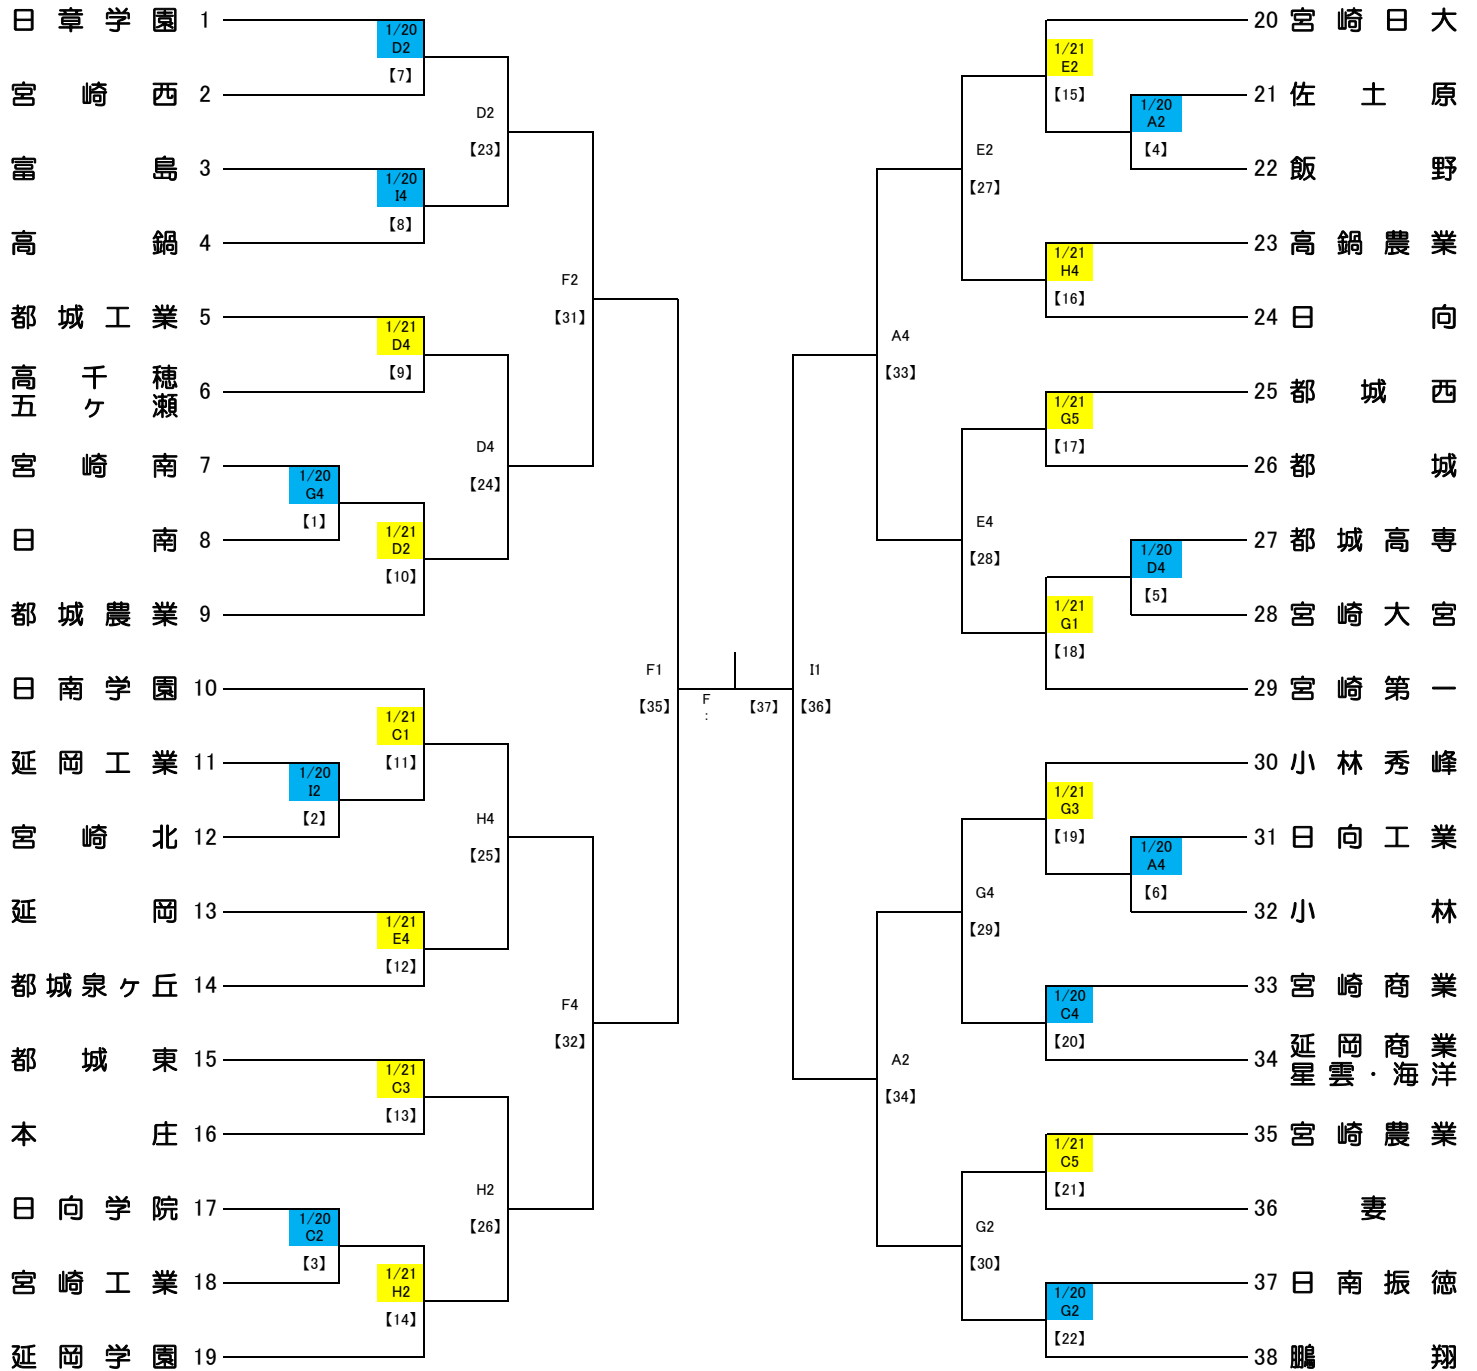 日章学園 1
宮崎西 2
富島 3
高鍋 4
都城工業 5
高千穂
五ヶ瀬 6
宮崎南 7
日南 8
都城農業 9
日南学園 10
延岡工業 11
宮崎北 12
延岡 13
都城泉ヶ丘 14
都城東 15
本庄 16
日向学院 17
宮崎工業 18
延岡学園 19
1/20
G4
【1】
1/20
I2
【2】
1/20
C2
【3】
1/20
D2
【7】
1/20
I4
【8】
1/21
D4
【9】
1/21
D2
【10】
1/21
C1
【11】
1/21
E4
【12】
1/21
C3
【13】
1/21
H2
【14】
D2
【23】
D4
【24】
H4
【25】
H2
【26】
F2
【31】
F4
【32】
F1
【35】
F
:
【37】
I1
【36】
A4
【33】
A2
【34】
E2
【27】
E4
【28】
G4
【29】
G2
【30】
1/21
E2
【15】
1/21
H4
【16】
1/21
G5
【17】
1/21
G1
【18】
1/21
G3
【19】
1/20
C4
【20】
1/21
C5
【21】
1/20
G2
【22】
1/20
A2
【4】
1/20
D4
【5】
1/20
A4
【6】
20 宮崎日大
21 佐土原
22 飯野
23 高鍋農業
24 日向
25 都城西
26 都城
27 都城高専
28 宮崎大宮
29 宮崎第一
30 小林秀峰
31 日向工業
32 小林
33 宮崎商業
34 延岡商業
星雲・海洋
35 宮崎農業
36 妻
37 日南振徳
38 鵬翔